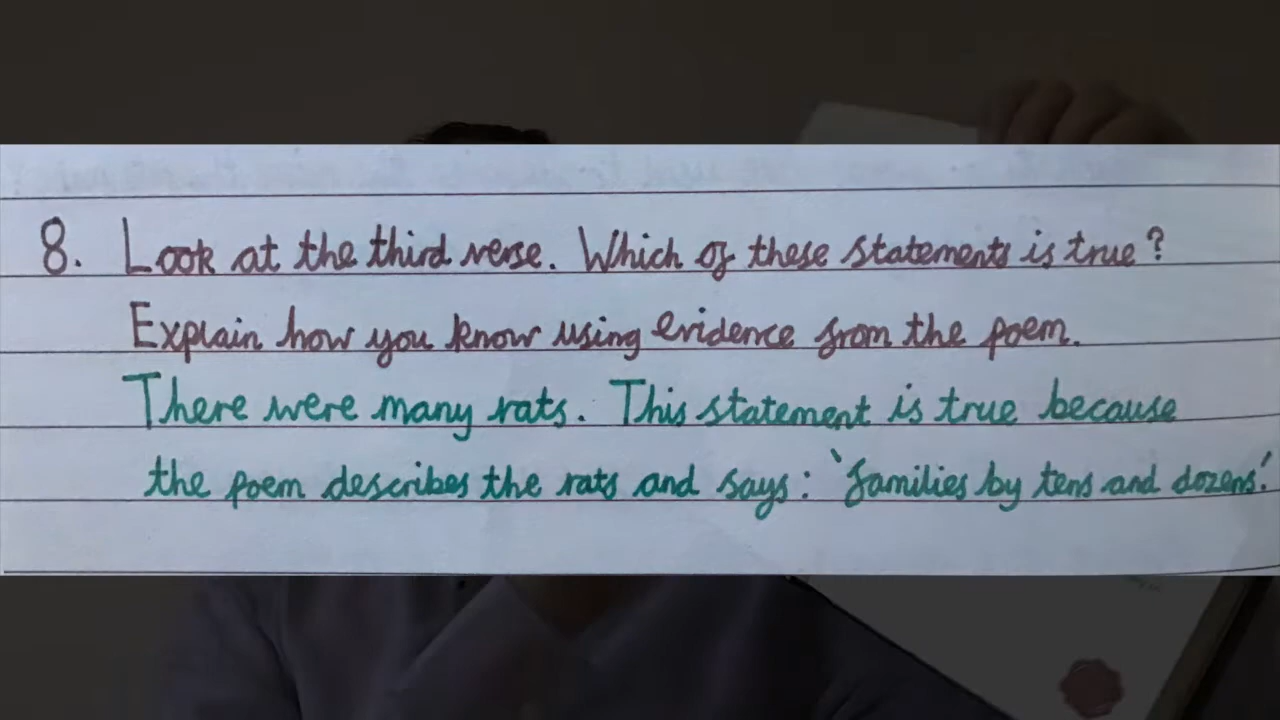 8. Look at the third verse. Which of these statements is true?
Explain how you know using evidence from the poem.
There were many rats. This statement is true because
the poem describes the rats and says: 'families by tens and dozens'.